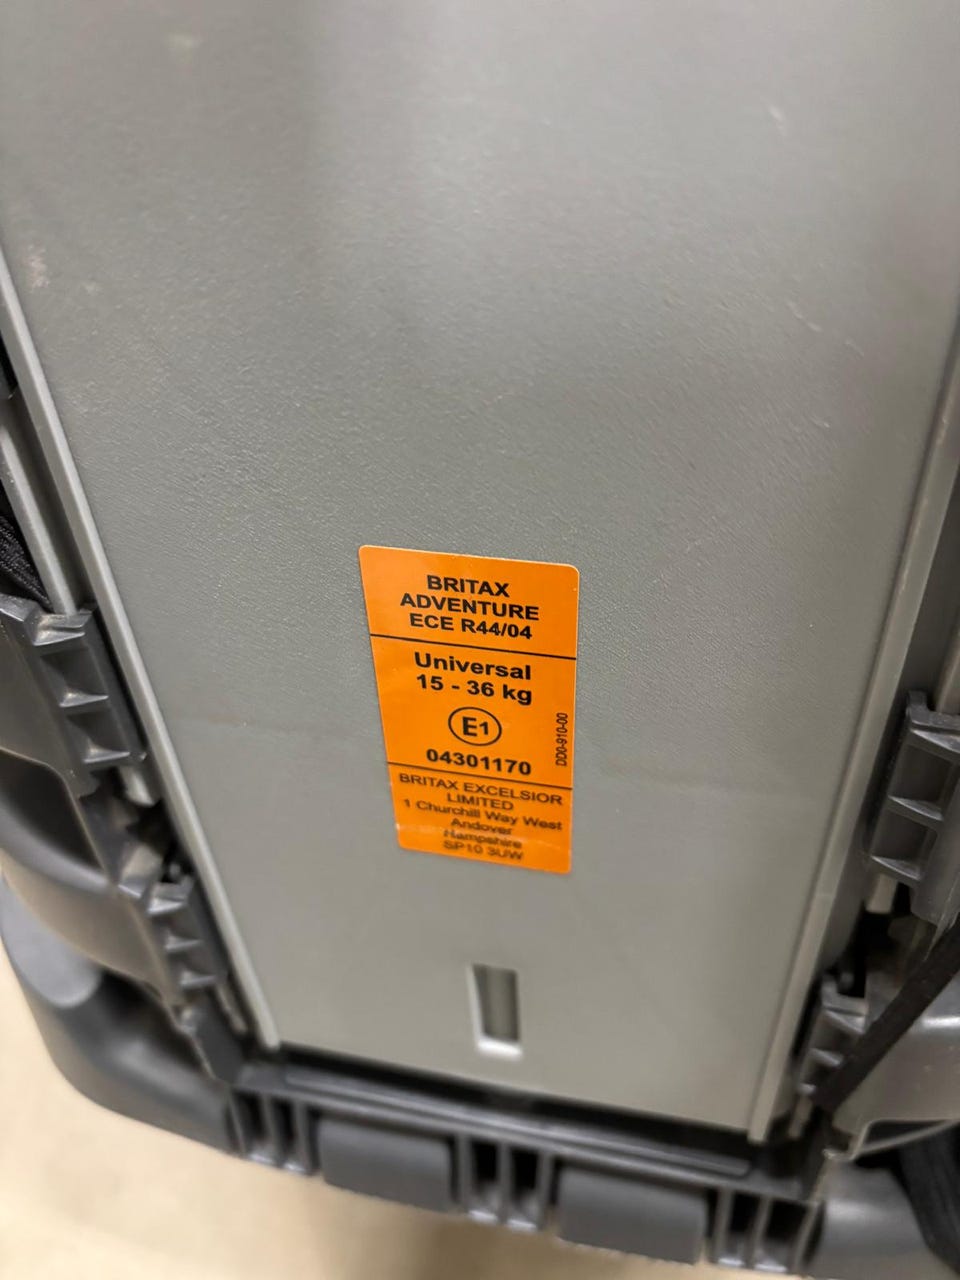 BRITAX
ADVENTURE
ECE R44/04
Universal
15 - 36 kg
E1
04301170
DD0-910-00
BRITAX EXCELSIOR
LIMITED
1 Churchill Way West
Andover
Hampshire
SP10 3UW